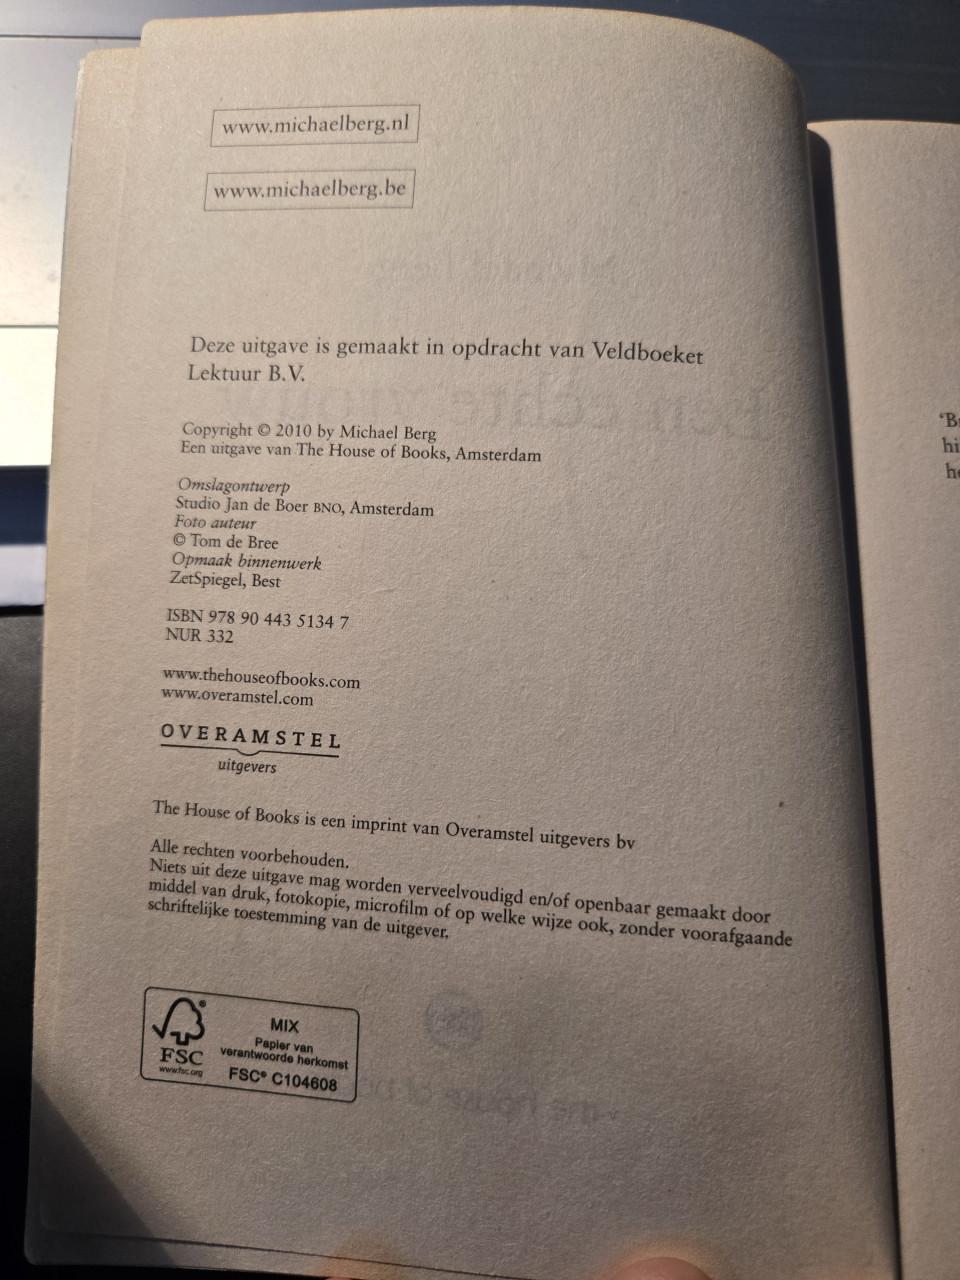 www.michaelberg.nl
www.michaelberg.be
Deze uitgave is gemaakt in opdracht van Veldboeket
Lektuur B.V.
Copyright © 2010 by Michael Berg
Een uitgave van The House of Books, Amsterdam
Omslagontwerp
Studio Jan de Boer BNO, Amsterdam
Foto auteur
© Tom de Bree
Opmaak binnenwerk
ZetSpiegel, Best
ISBN 978 90 443 5134 7
NUR 332
www.thehouseofbooks.com
www.overamstel.com
OVERAMSTEL
uitgevers
The House of Books is een imprint van Overamstel uitgevers bv
Alle rechten voorbehouden.
Niets uit deze uitgave mag worden verveelvoudigd en/of openbaar gemaakt door
middel van druk, fotokopie, microfilm of op welke wijze ook, zonder voorafgaande
schriftelijke toestemming van de uitgever.
FSC
www.fsc.org
MIX
Papier van
verantwoorde herkomst
FSC® C104608